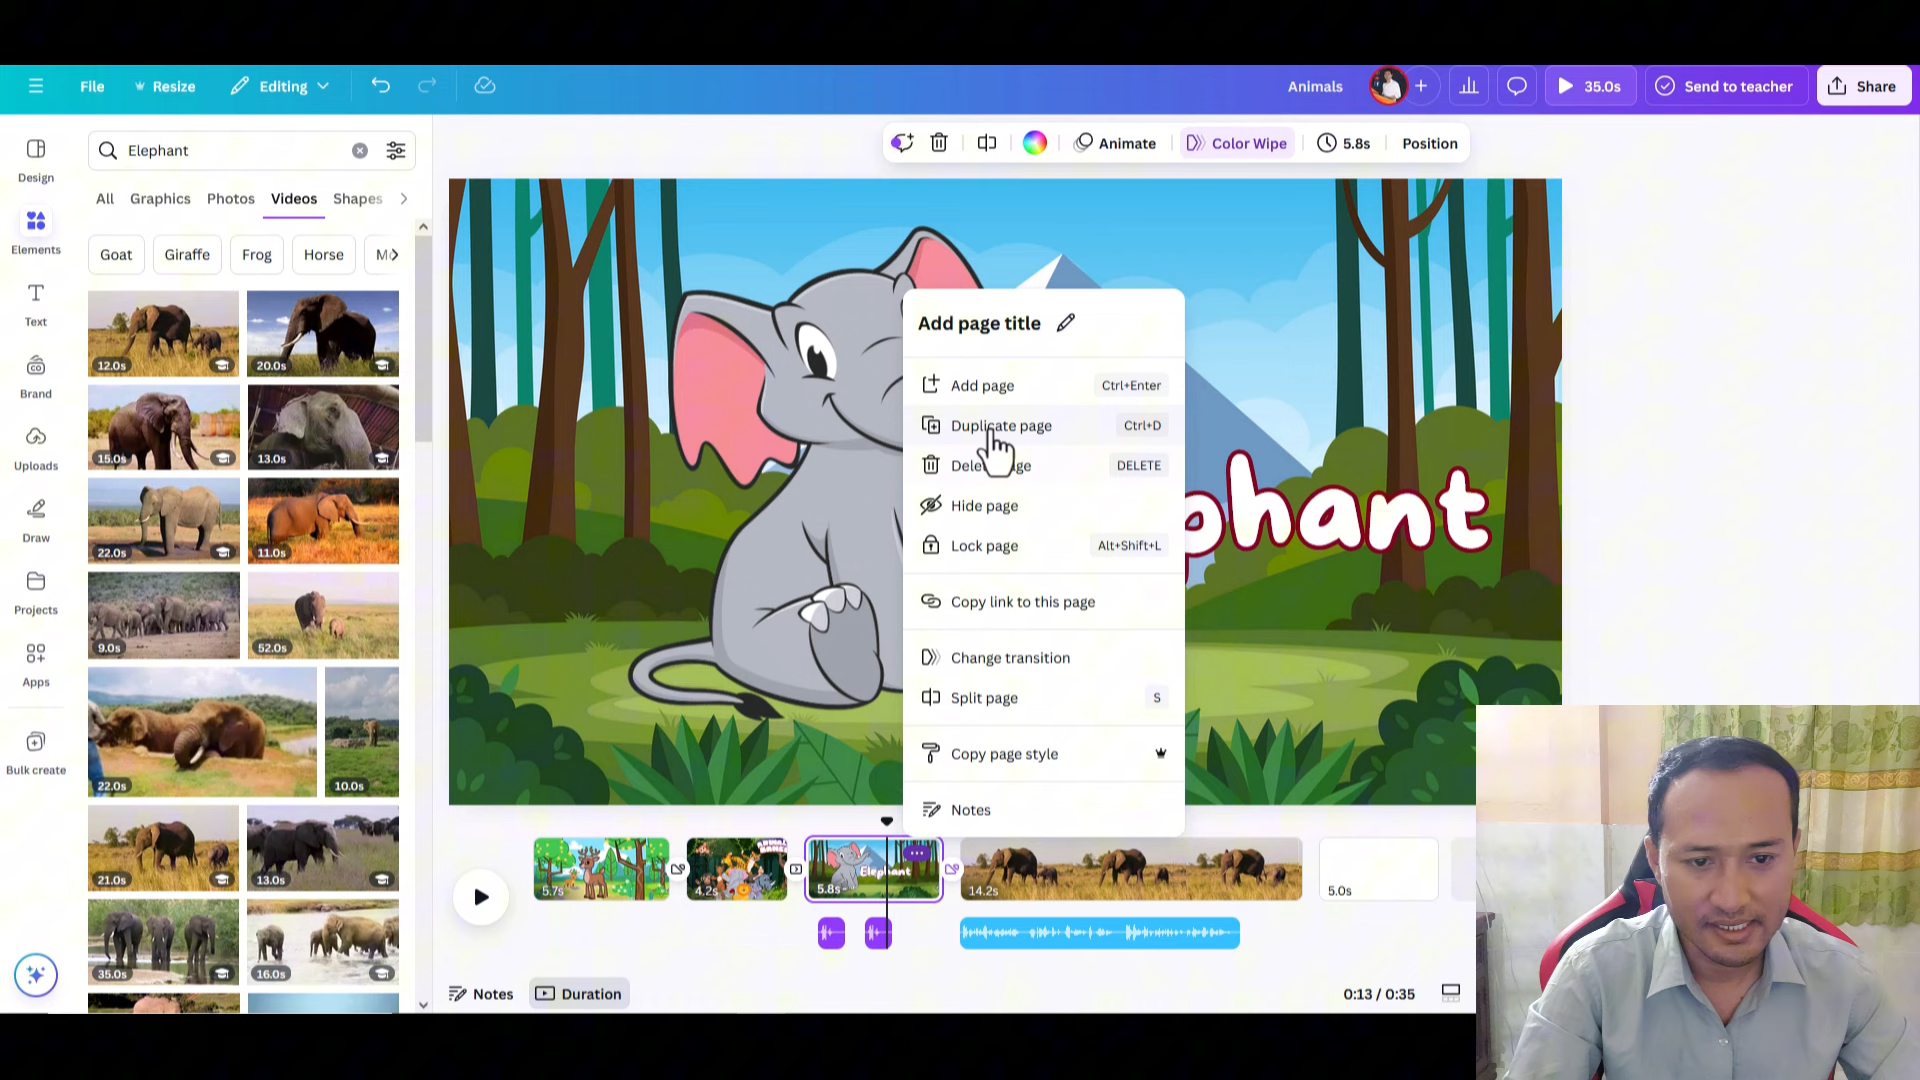 File
Resize
Editing
Animals
35.0s
Send to teacher
Share
Design
Elements
Text
Brand
Uploads
Draw
Projects
Apps
Bulk create
Elephant
All
Graphics
Photos
Videos
Shapes
Goat
Giraffe
Frog
Horse
12.0s
20.0s
15.0s
13.0s
22.0s
11.0s
9.0s
52.0s
22.0s
10.0s
21.0s
13.0s
35.0s
16.0s
Animate
Color Wipe
5.8s
Position
phant
Add page title
Add page Ctrl+Enter
Duplicate page Ctrl+D
DELETE
Hide page
Lock page Alt+Shift+L
Copy link to this page
Change transition
Split page S
Copy page style
Notes
5.7s
4.2s
5.8s
Elephant
14.2s
5.0s
Notes
Duration
0:13 / 0:35